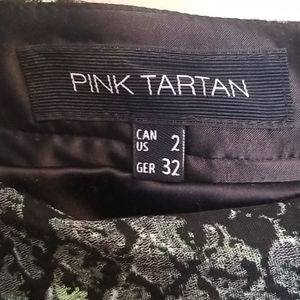 PINK TARTAN
CAN
US 2
GER 32